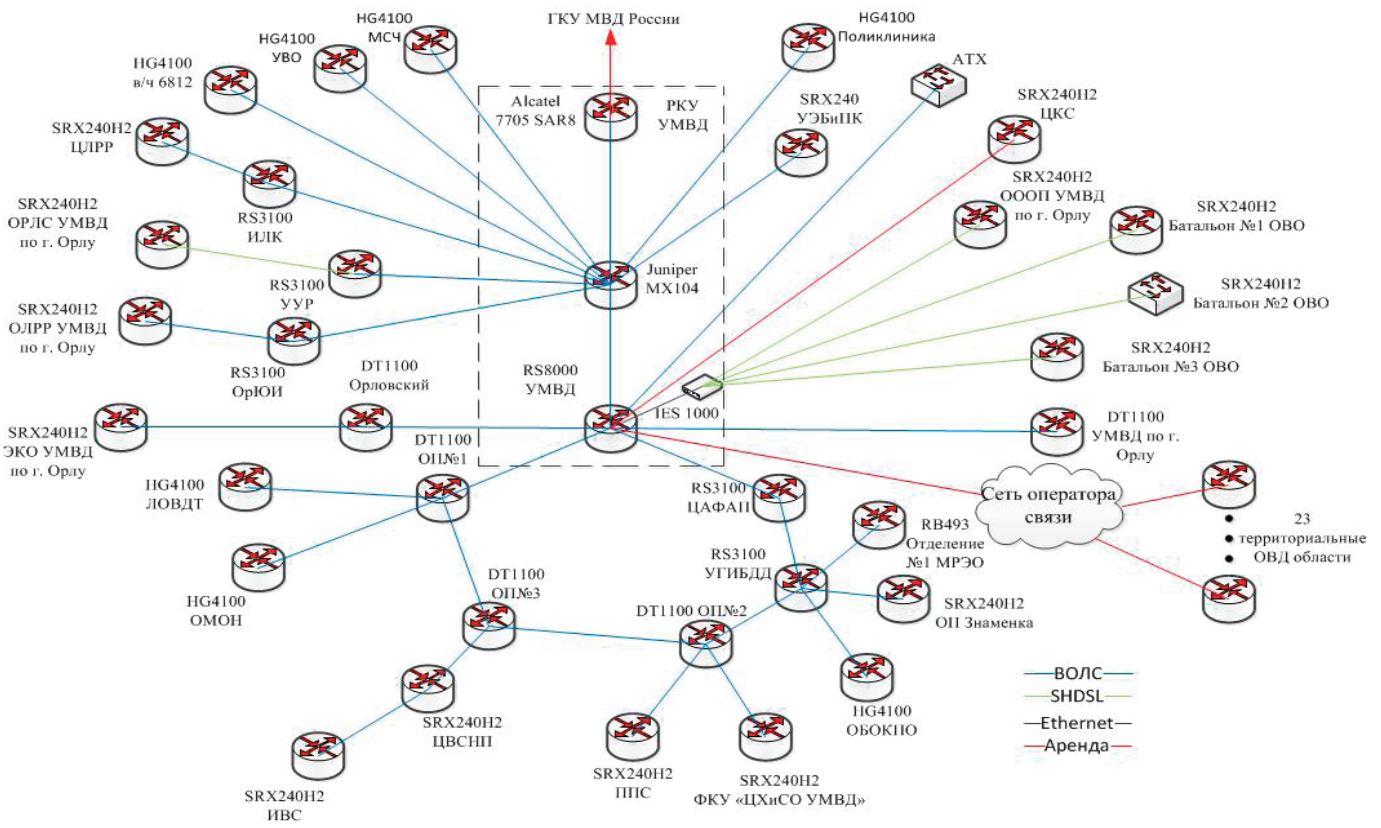 ГКУ МВД России
HG4100
МСЧ
HG4100
УВО
HG4100
в/ч 6812
HG4100
Поликлиника
АТХ
Alcatel
7705 SAR8
РКУ
УМВД
SRX240
УЭБиПК
SRX240H2
ЦКС
SRX240H2
ЦЛРР
RS3100
ИЛК
SRX240H2
ОООП УМВД
по г. Орлу
SRX240H2
ОРЛС УМВД
по г. Орлу
SRX240H2
Батальон №1 ОВО
RS3100
УУР
Juniper
MX104
SRX240H2
Батальон №2 ОВО
SRX240H2
ОЛРР УМВД
по г. Орлу
RS3100
ОрЮИ
SRX240H2
Батальон №3 ОВО
DT1100
Орловский
RS8000
УМВД
IES 1000
SRX240H2
ЭКО УМВД
по г. Орлу
DT1100
ОП№1
DT1100
УМВД по г.
Орлу
HG4100
ЛОВДТ
RS3100
ЦАФАП
Сеть оператора
связи
23
территориальные
ОВД области
RB493
Отделение
№1 МРЭО
HG4100
ОМОН
DT1100
ОП№3
RS3100
УГИБДД
DT1100 ОП№2
SRX240H2
ОП Знаменка
SRX240H2
ЦВСНП
HG4100
ОБОКПО
SRX240H2
ИВС
SRX240H2
ППС
SRX240H2
ФКУ «ЦХиСО УМВД»
ВОЛС
SHDSL
Ethernet
Аренда